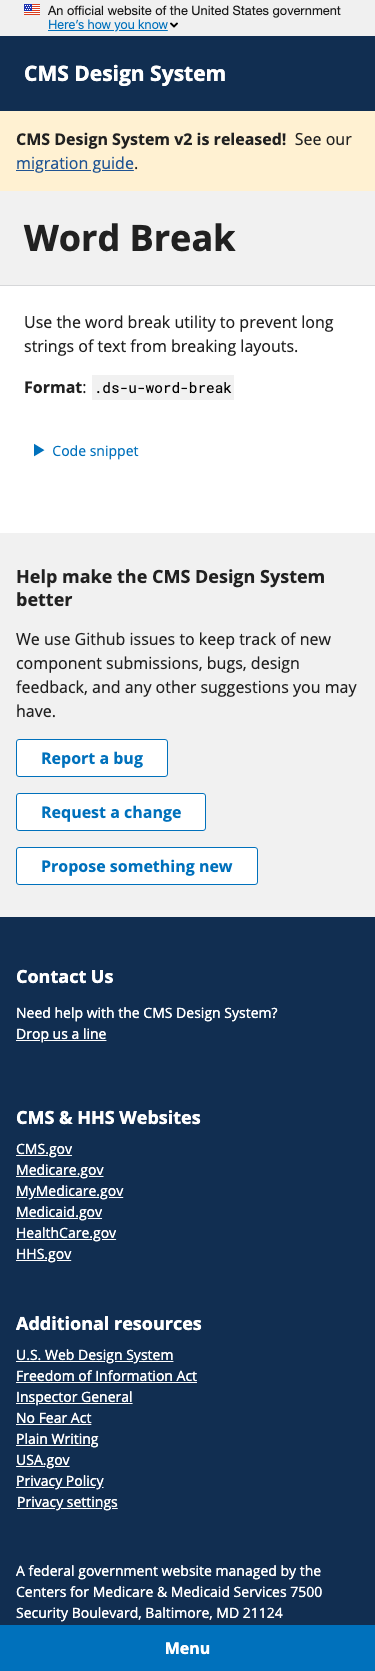 An official website of the United States government
Here's how you know
CMS Design System
CMS Design System v2 is released! See our
migration guide.
Word Break
Use the word break utility to prevent long
strings of text from breaking layouts.
Format: .ds-u-word-break
Code snippet
Help make the CMS Design System
better
We use Github issues to keep track of new
component submissions, bugs, design
feedback, and any other suggestions you may
have.
Report a bug
Request a change
Propose something new
Contact Us
Need help with the CMS Design System?
Drop us a line
CMS & HHS Websites
CMS.gov
Medicare.gov
MyMedicare.gov
Medicaid.gov
HealthCare.gov
HHS.gov
Additional resources
U.S. Web Design System
Freedom of Information Act
Inspector General
No Fear Act
Plain Writing
USA.gov
Privacy Policy
Privacy settings
A federal government website managed by the
Centers for Medicare & Medicaid Services 7500
Security Boulevard, Baltimore, MD 21124
Menu